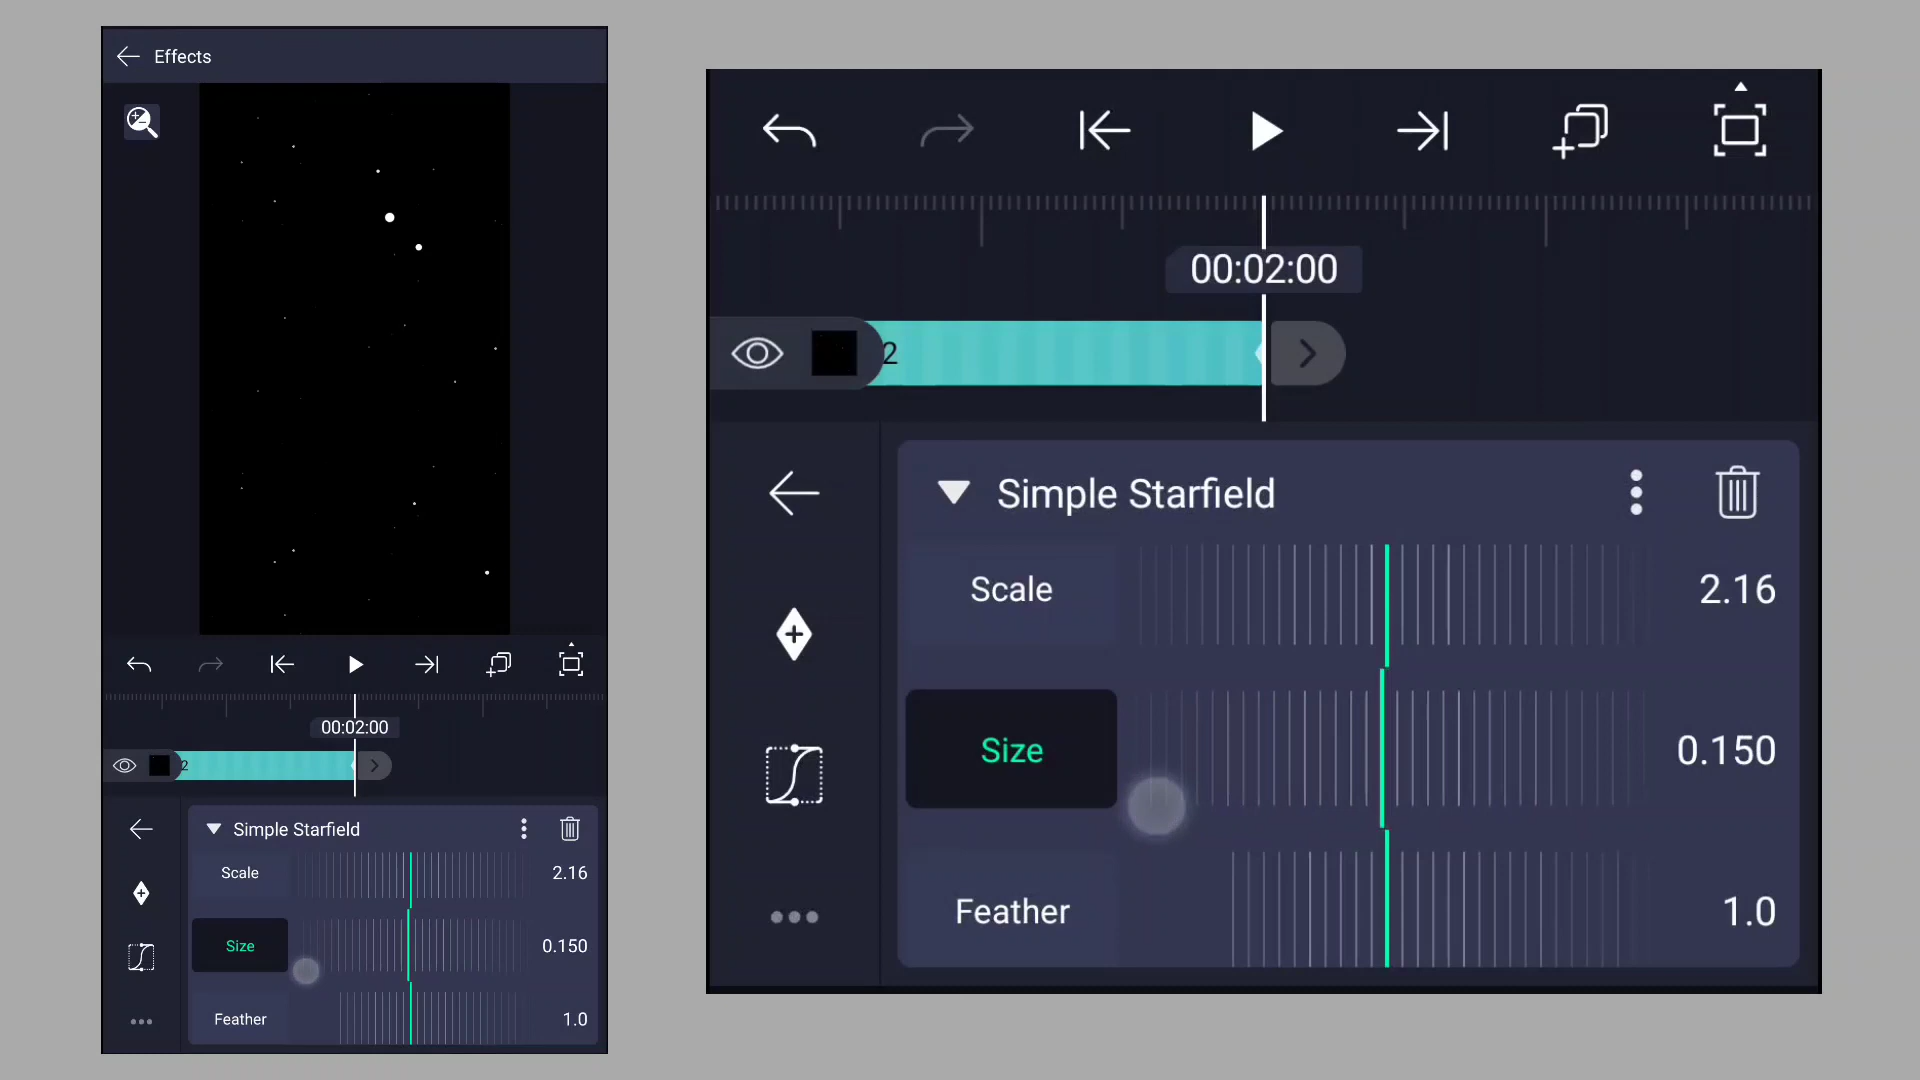 Effects
00:02:00
2
Simple Starfield
Scale
2.16
Size
0.150
Feather
1.0
00:02:00
2
Simple Starfield
Scale
2.16
Size
0.150
Feather
1.0